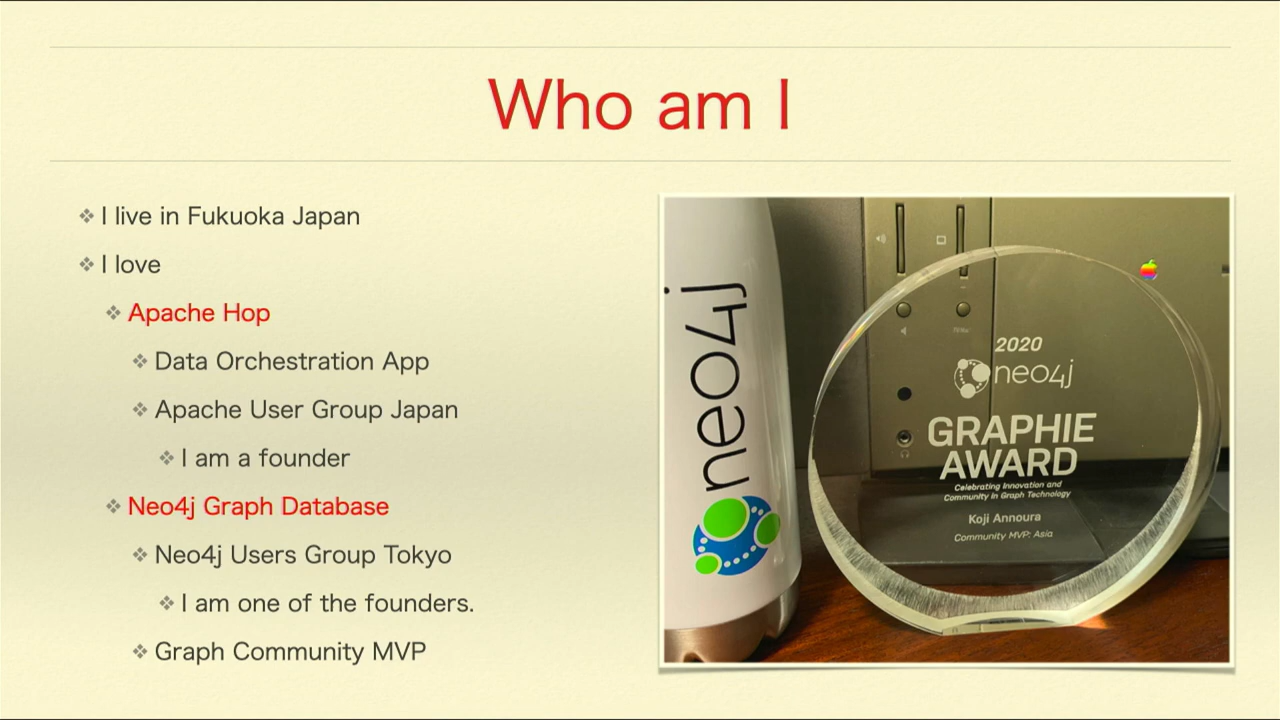 Who am I
I live in Fukuoka Japan
I love
Apache Hop
Data Orchestration App
Apache User Group Japan
I am a founder
Neo4j Graph Database
Neo4j Users Group Tokyo
I am one of the founders.
Graph Community MVP
neo4j
2020
neo4j
GRAPHIE
AWARD
Celebrating Innovation and
Community in Graph Technology
Koji Annoura
Community MVP: Asia